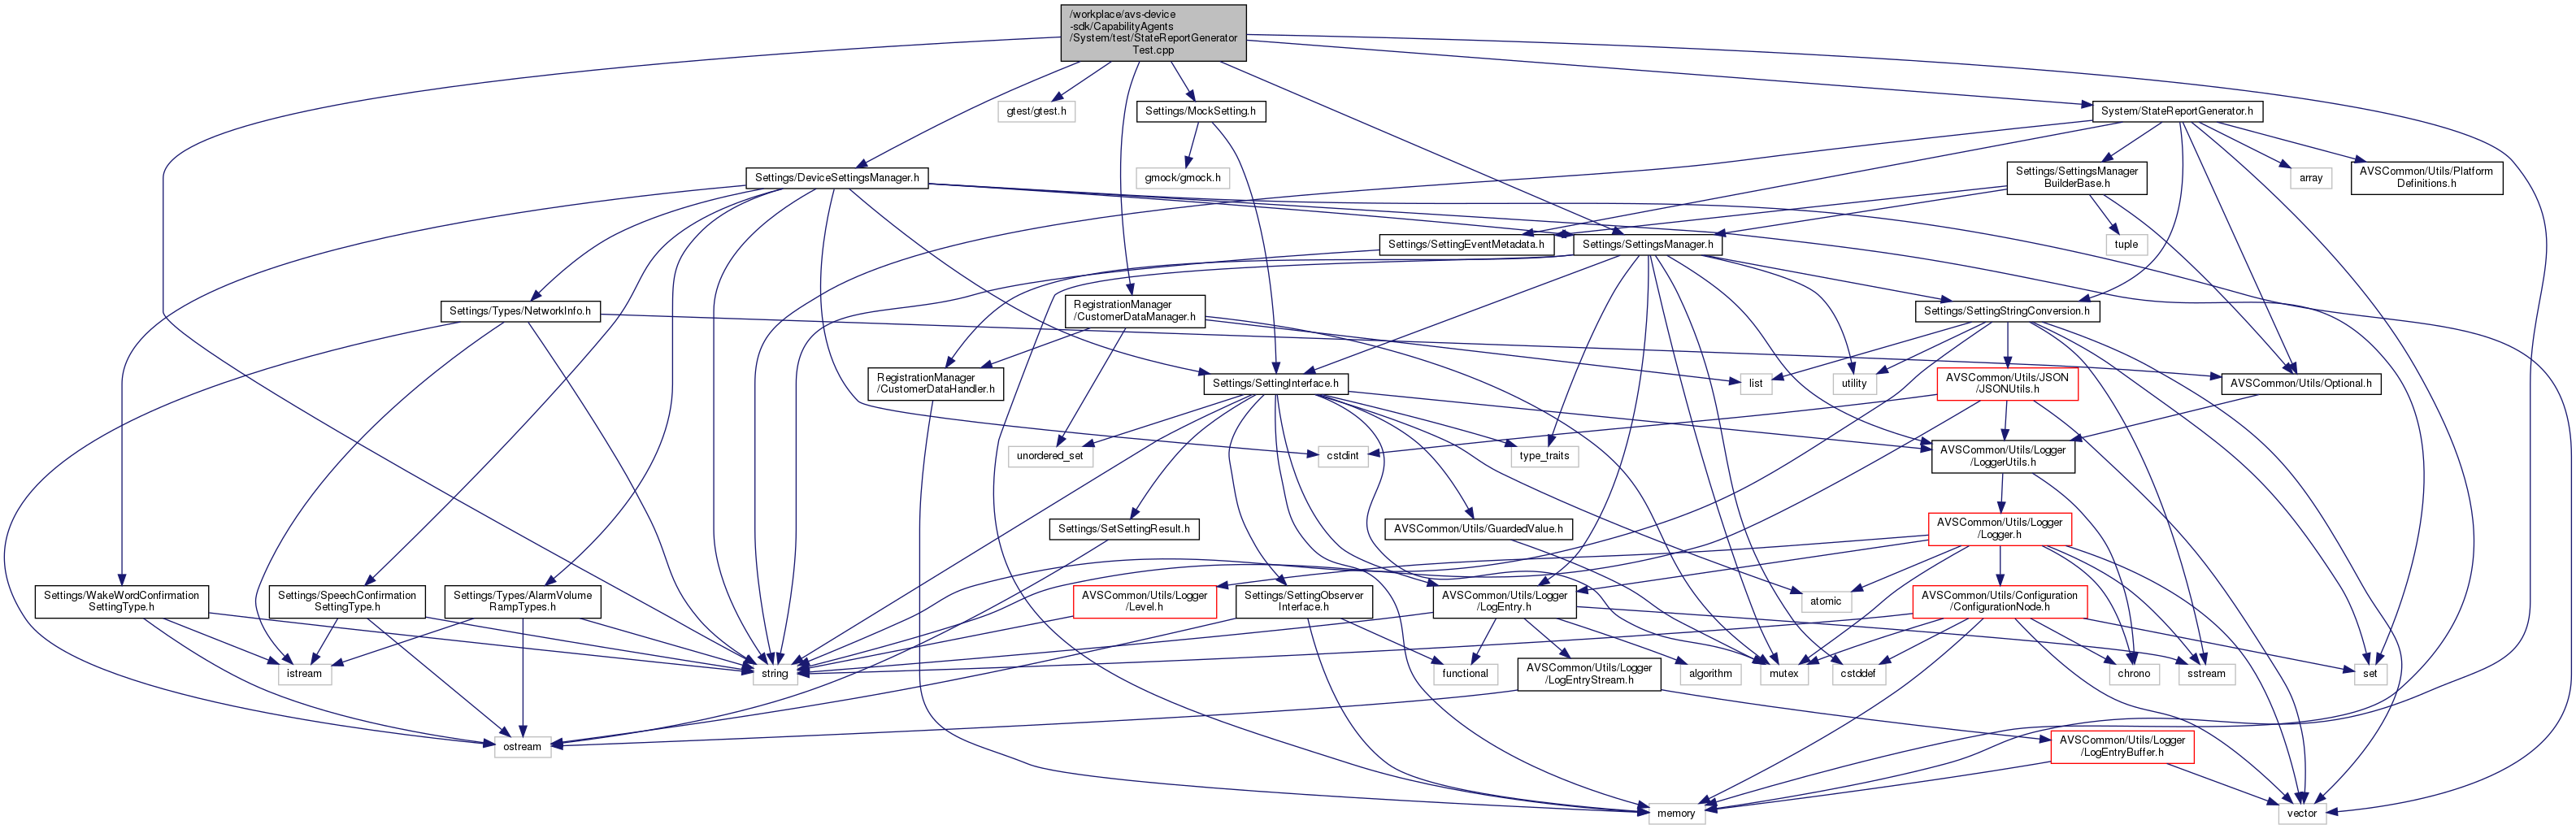 /workplace/avs-device
-sdk/CapabilityAgents
/System/test/StateReportGenerator
Test.cpp
gtest/gtest.h
Settings/MockSetting.h
System/StateReportGenerator.h
Settings/DeviceSettingsManager.h
gmock/gmock.h
Settings/SettingsManager
BuilderBase.h
array
AVSCommon/Utils/Platform
Definitions.h
Settings/SettingEventMetadata.h
Settings/SettingsManager.h
tuple
Settings/Types/NetworkInfo.h
RegistrationManager
/CustomerDataManager.h
Settings/SettingStringConversion.h
RegistrationManager
/CustomerDataHandler.h
Settings/SettingInterface.h
list
utility
AVSCommon/Utils/JSON
/JSONUtils.h
AVSCommon/Utils/Optional.h
unordered_set
cstdint
type_traits
AVSCommon/Utils/Logger
/LoggerUtils.h
Settings/SetSettingResult.h
AVSCommon/Utils/GuardedValue.h
AVSCommon/Utils/Logger
/Logger.h
Settings/WakeWordConfirmation
SettingType.h
Settings/SpeechConfirmation
SettingType.h
Settings/Types/AlarmVolume
RampTypes.h
AVSCommon/Utils/Logger
/Level.h
Settings/SettingObserver
Interface.h
AVSCommon/Utils/Logger
/LogEntry.h
atomic
AVSCommon/Utils/Configuration
/ConfigurationNode.h
istream
string
functional
AVSCommon/Utils/Logger
/LogEntryStream.h
algorithm
mutex
cstddef
chrono
sstream
set
ostream
AVSCommon/Utils/Logger
/LogEntryBuffer.h
memory
vector